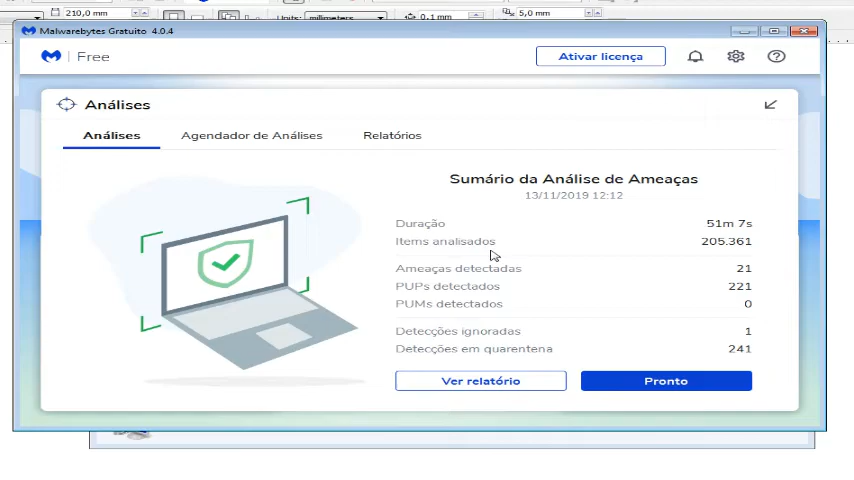 210,0 mm
Units: milimeters
0,1 mm
5,0 mm
Malwarebytes Gratuito 4.0.4
Free
Ativar licença
Análises
Análises
Agendador de Análises
Relatórios
Sumário da Análise de Ameaças
13/11/2019 12:12
Duração 51m 7s
Items analisados 205.361
Ameaças detectadas 21
PUPs detectados 221
PUMs detectados 0
Detecções ignoradas 1
Detecções em quarentena 241
Ver relatório
Pronto